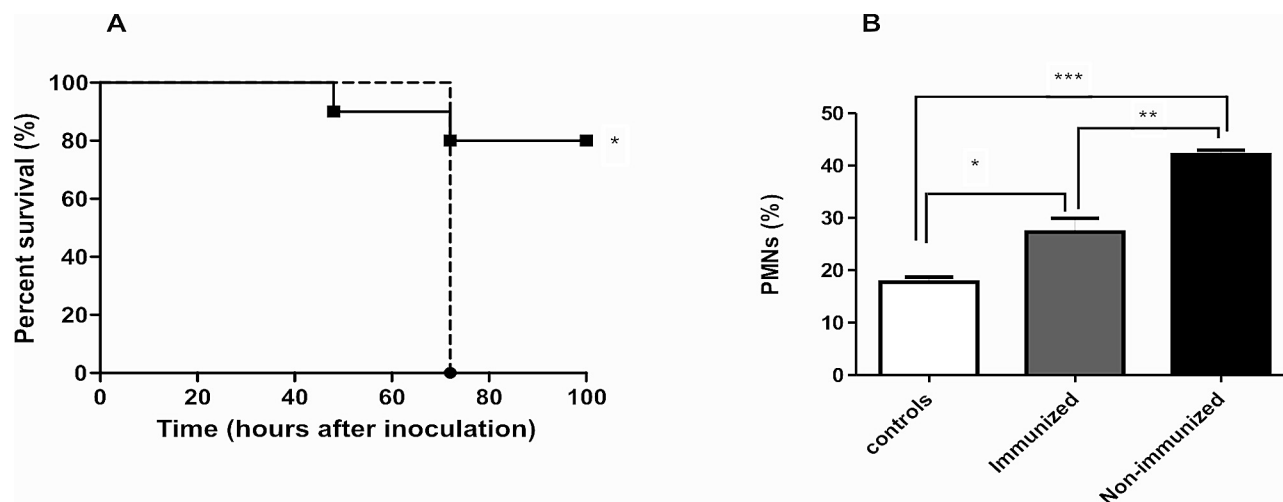 A
Percent survival (%)
100
80
60
40
20
0
*
0 20 40 60 80 100
Time (hours after inoculation)
B
PMNs (%)
50
40
30
20
10
0
***
**
*
controls
Immunized
Non-immunized